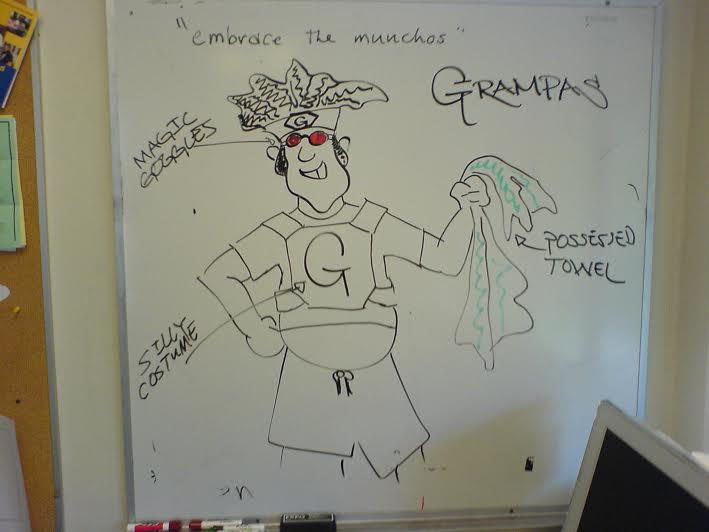 "embrace the munchos"
GRAMPAS
MAGIC
GOGGLES
G
G
POSSESSED
TOWEL
SILLY
COSTUME